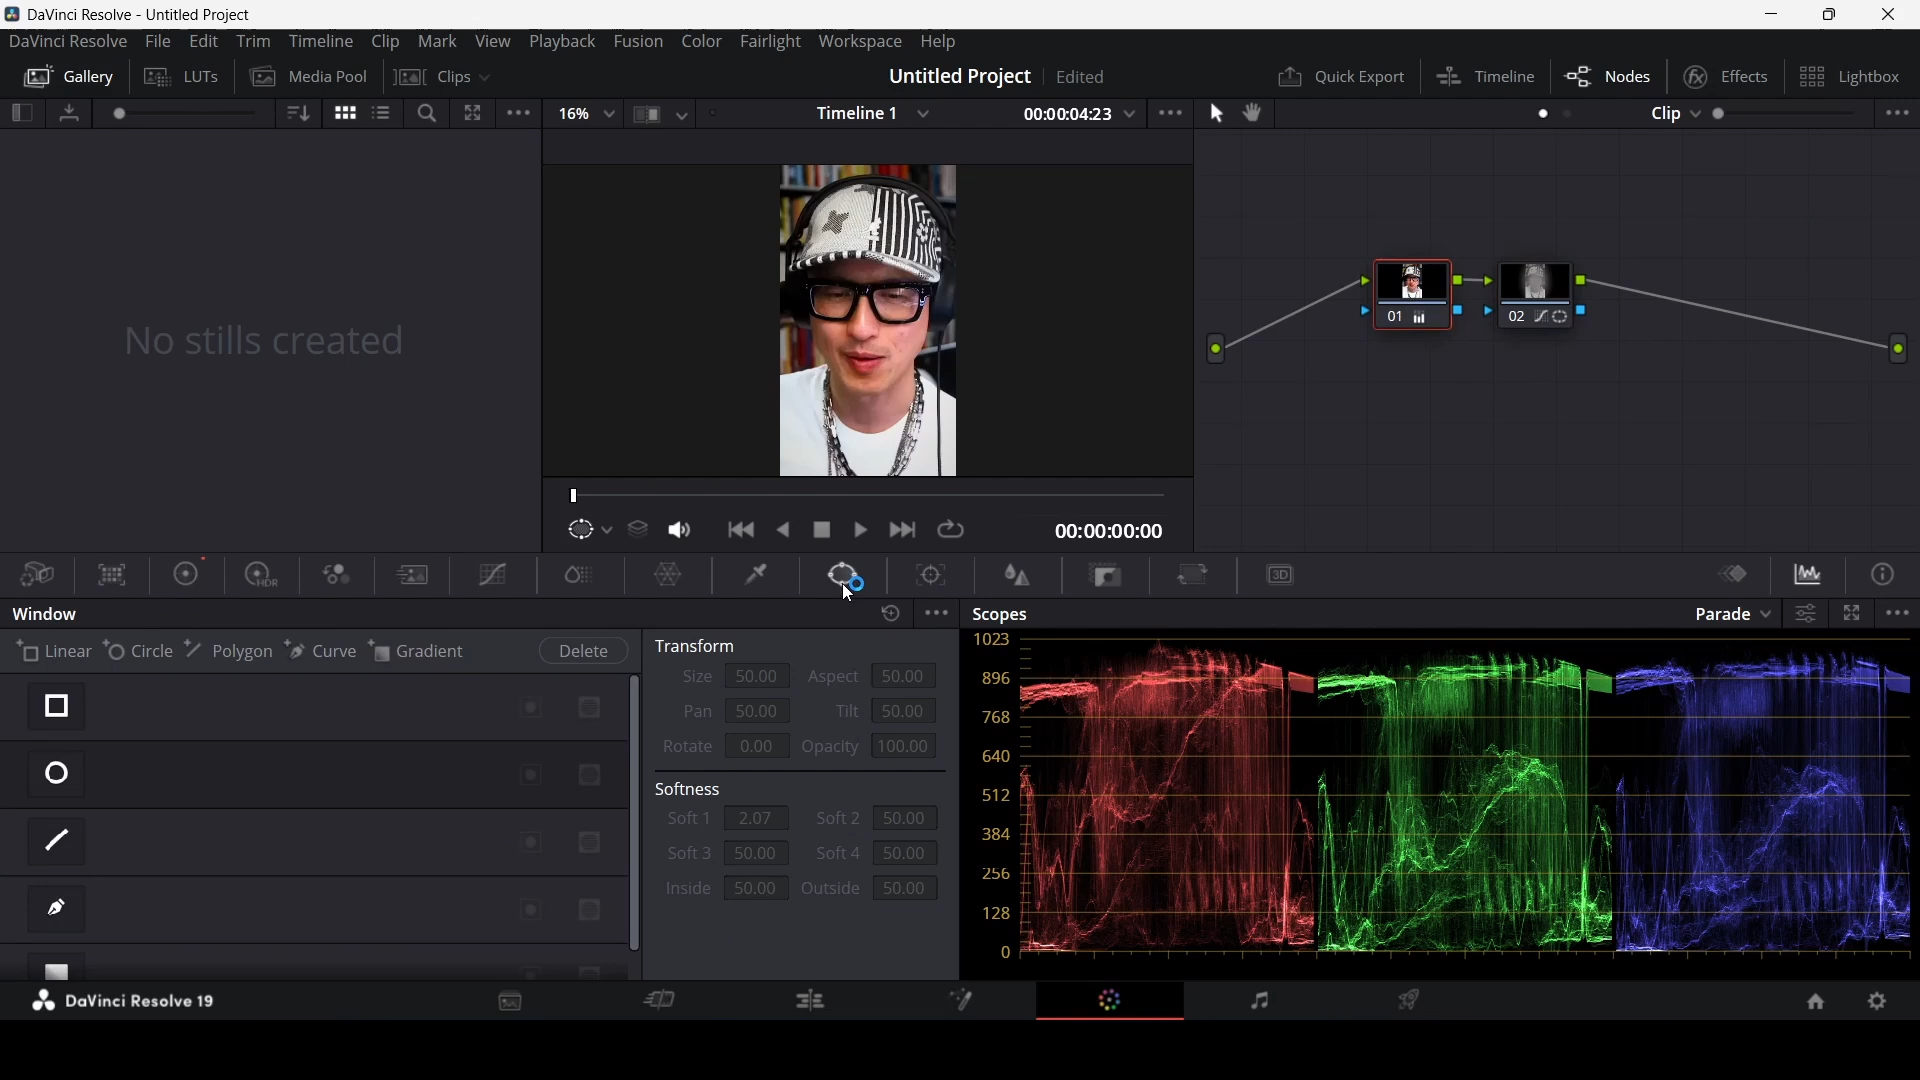 DaVinci Resolve - Untitled Project
DaVinci Resolve File Edit Trim Timeline Clip Mark View Playback Fusion Color Fairlight Workspace Help
Gallery LUTs Media Pool Clips Untitled Project Edited Quick Export Timeline Nodes Effects Lightbox
16% Timeline 1 00:00:04:23 Clip
No stills created
01 02
00:00:00:00
HDR 3D
Window Scopes Parade
Linear Circle Polygon Curve Gradient Delete
Transform
Size 50.00 Aspect 50.00
Pan 50.00 Tilt 50.00
Rotate 0.00 Opacity 100.00
Softness
Soft 1 2.07 Soft 2 50.00
Soft 3 50.00 Soft 4 50.00
Inside 50.00 Outside 50.00
1023
896
768
640
512
384
256
128
0
DaVinci Resolve 19